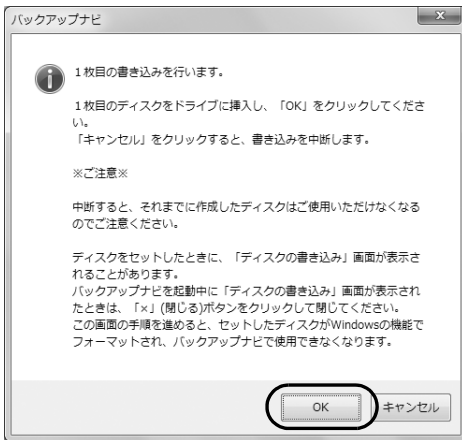 バックアップナビ
x
1枚目の書き込みを行います。
1枚目のディスクをドライブに挿入し、「OK」をクリックしてくださ
い。
「キャンセル」をクリックすると、書き込みを中断します。
※ご注意※
中断すると、それまでに作成したディスクはご使用いただけなくなる
のでご注意ください。
ディスクをセットしたときに、「ディスクの書き込み」画面が表示さ
れることがあります。
バックアップナビを起動中に「ディスクの書き込み」画面が表示され
たときは、「×」(閉じる)ボタンをクリックして閉じてください。
この画面の手順を進めると、セットしたディスクがWindowsの機能で
フォーマットされ、バックアップナビで使用できなくなります。
OK
キャンセル